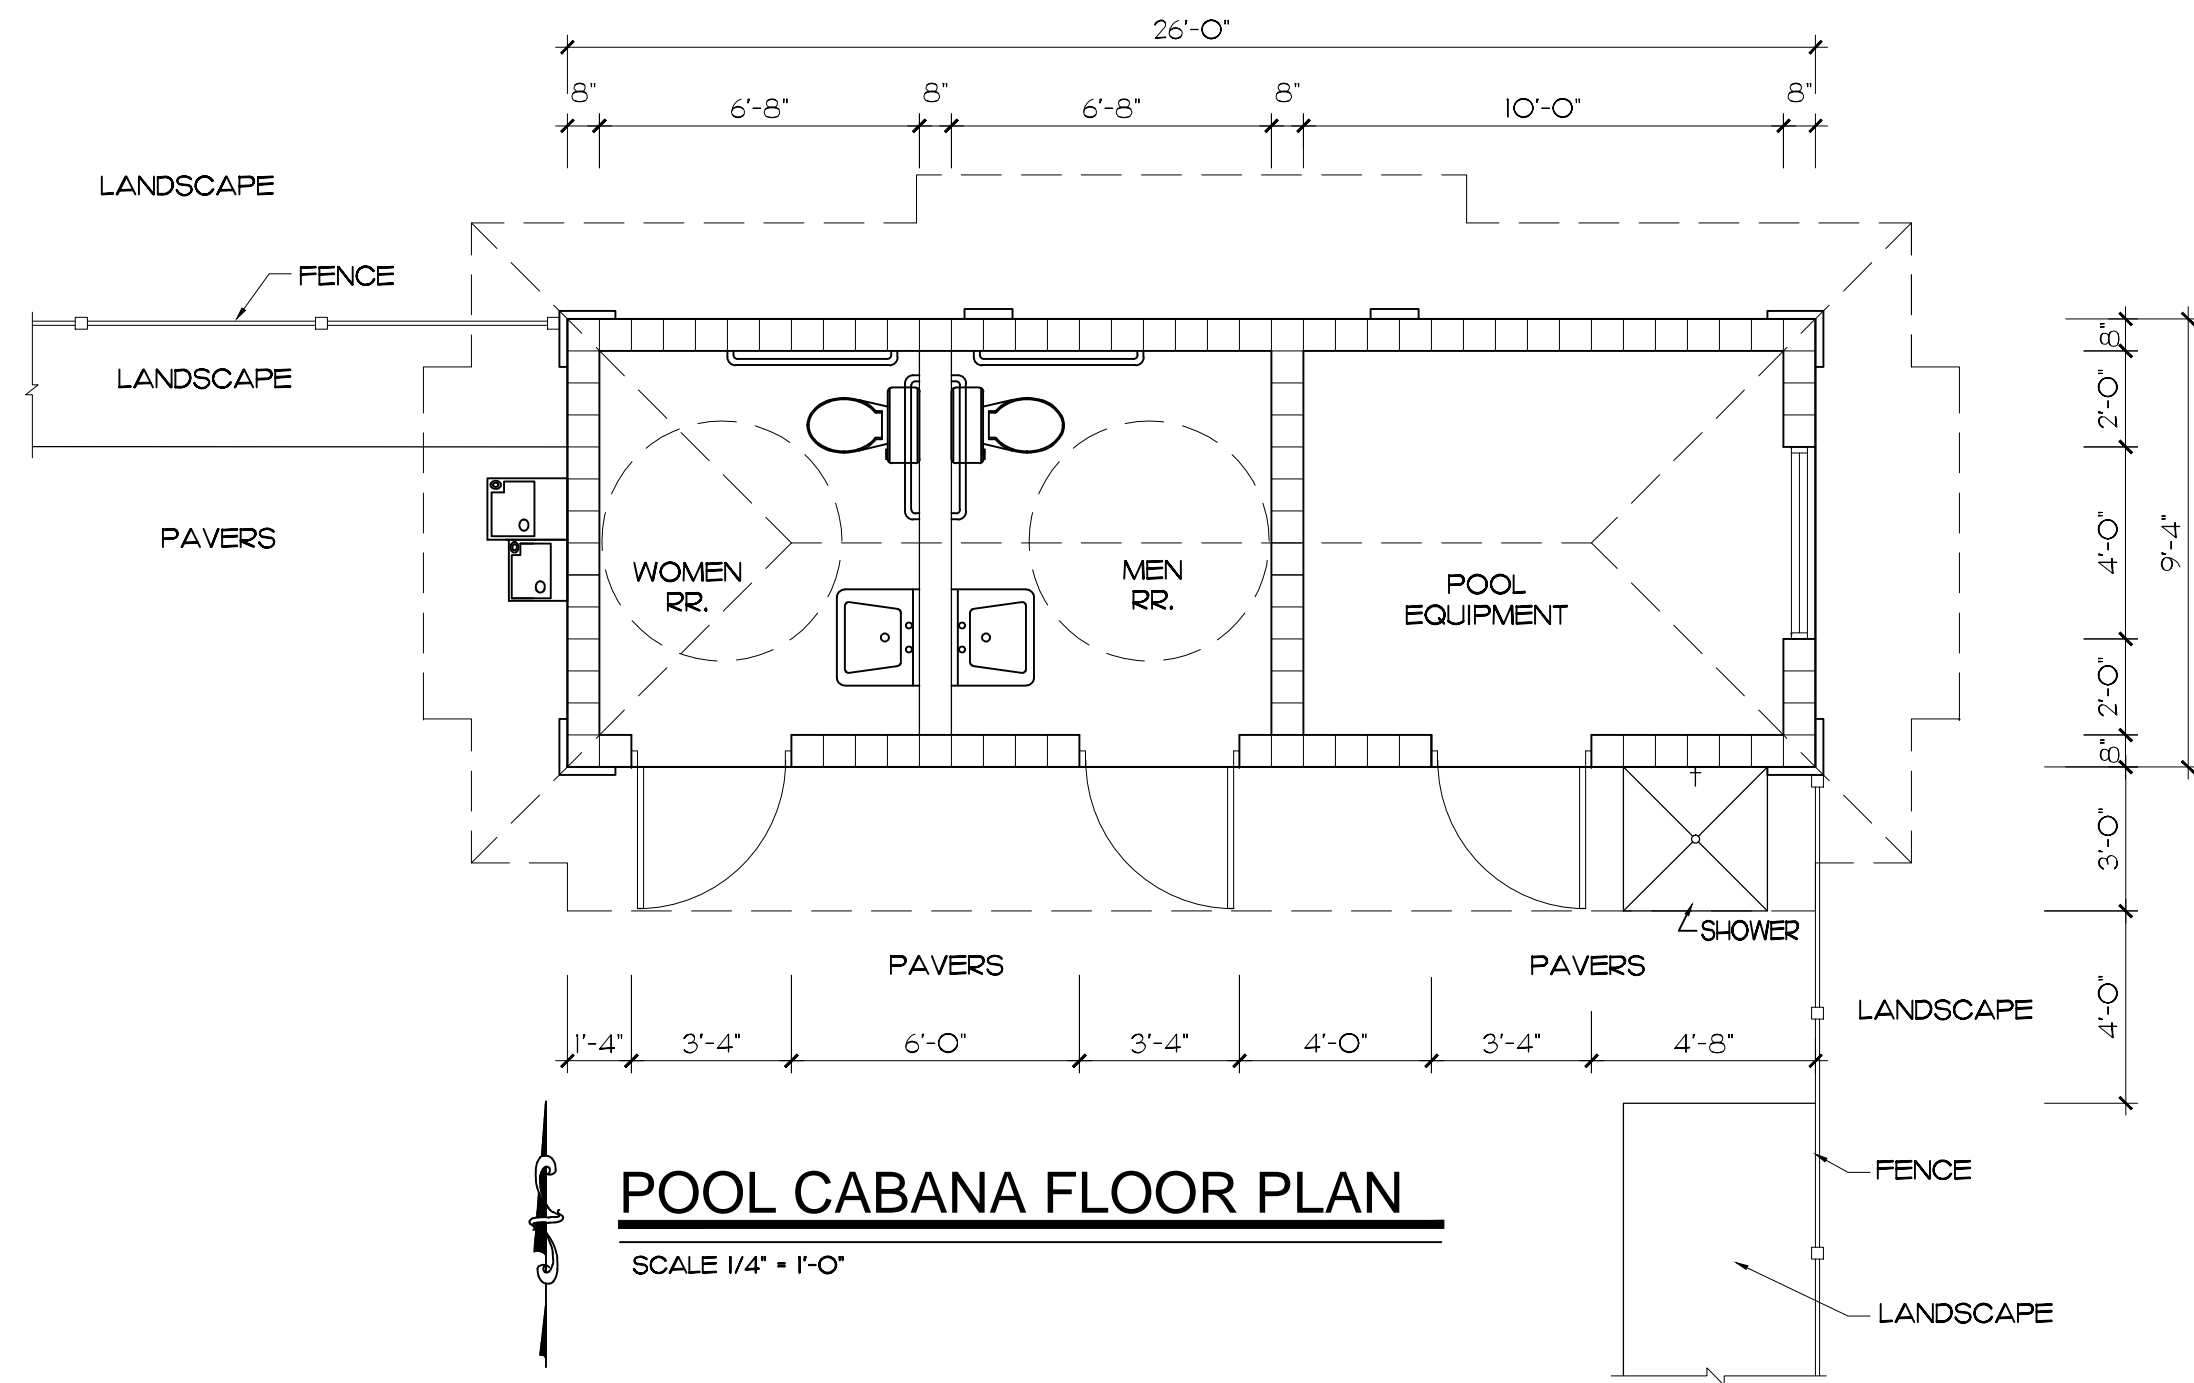 26'-0"
8"
6'-8"
8"
6'-8"
8"
10'-0"
8"
LANDSCAPE
FENCE
LANDSCAPE
PAVERS
WOMEN
RR.
MEN
RR.
POOL
EQUIPMENT
8"
2'-0"
4'-0"
9'-4"
2'-0"
8"
3'-0"
4'-0"
SHOWER
PAVERS
PAVERS
LANDSCAPE
1'-4"
3'-4"
6'-0"
3'-4"
4'-0"
3'-4"
4'-8"
FENCE
LANDSCAPE
POOL CABANA FLOOR PLAN
SCALE 1/4" = 1'-0"